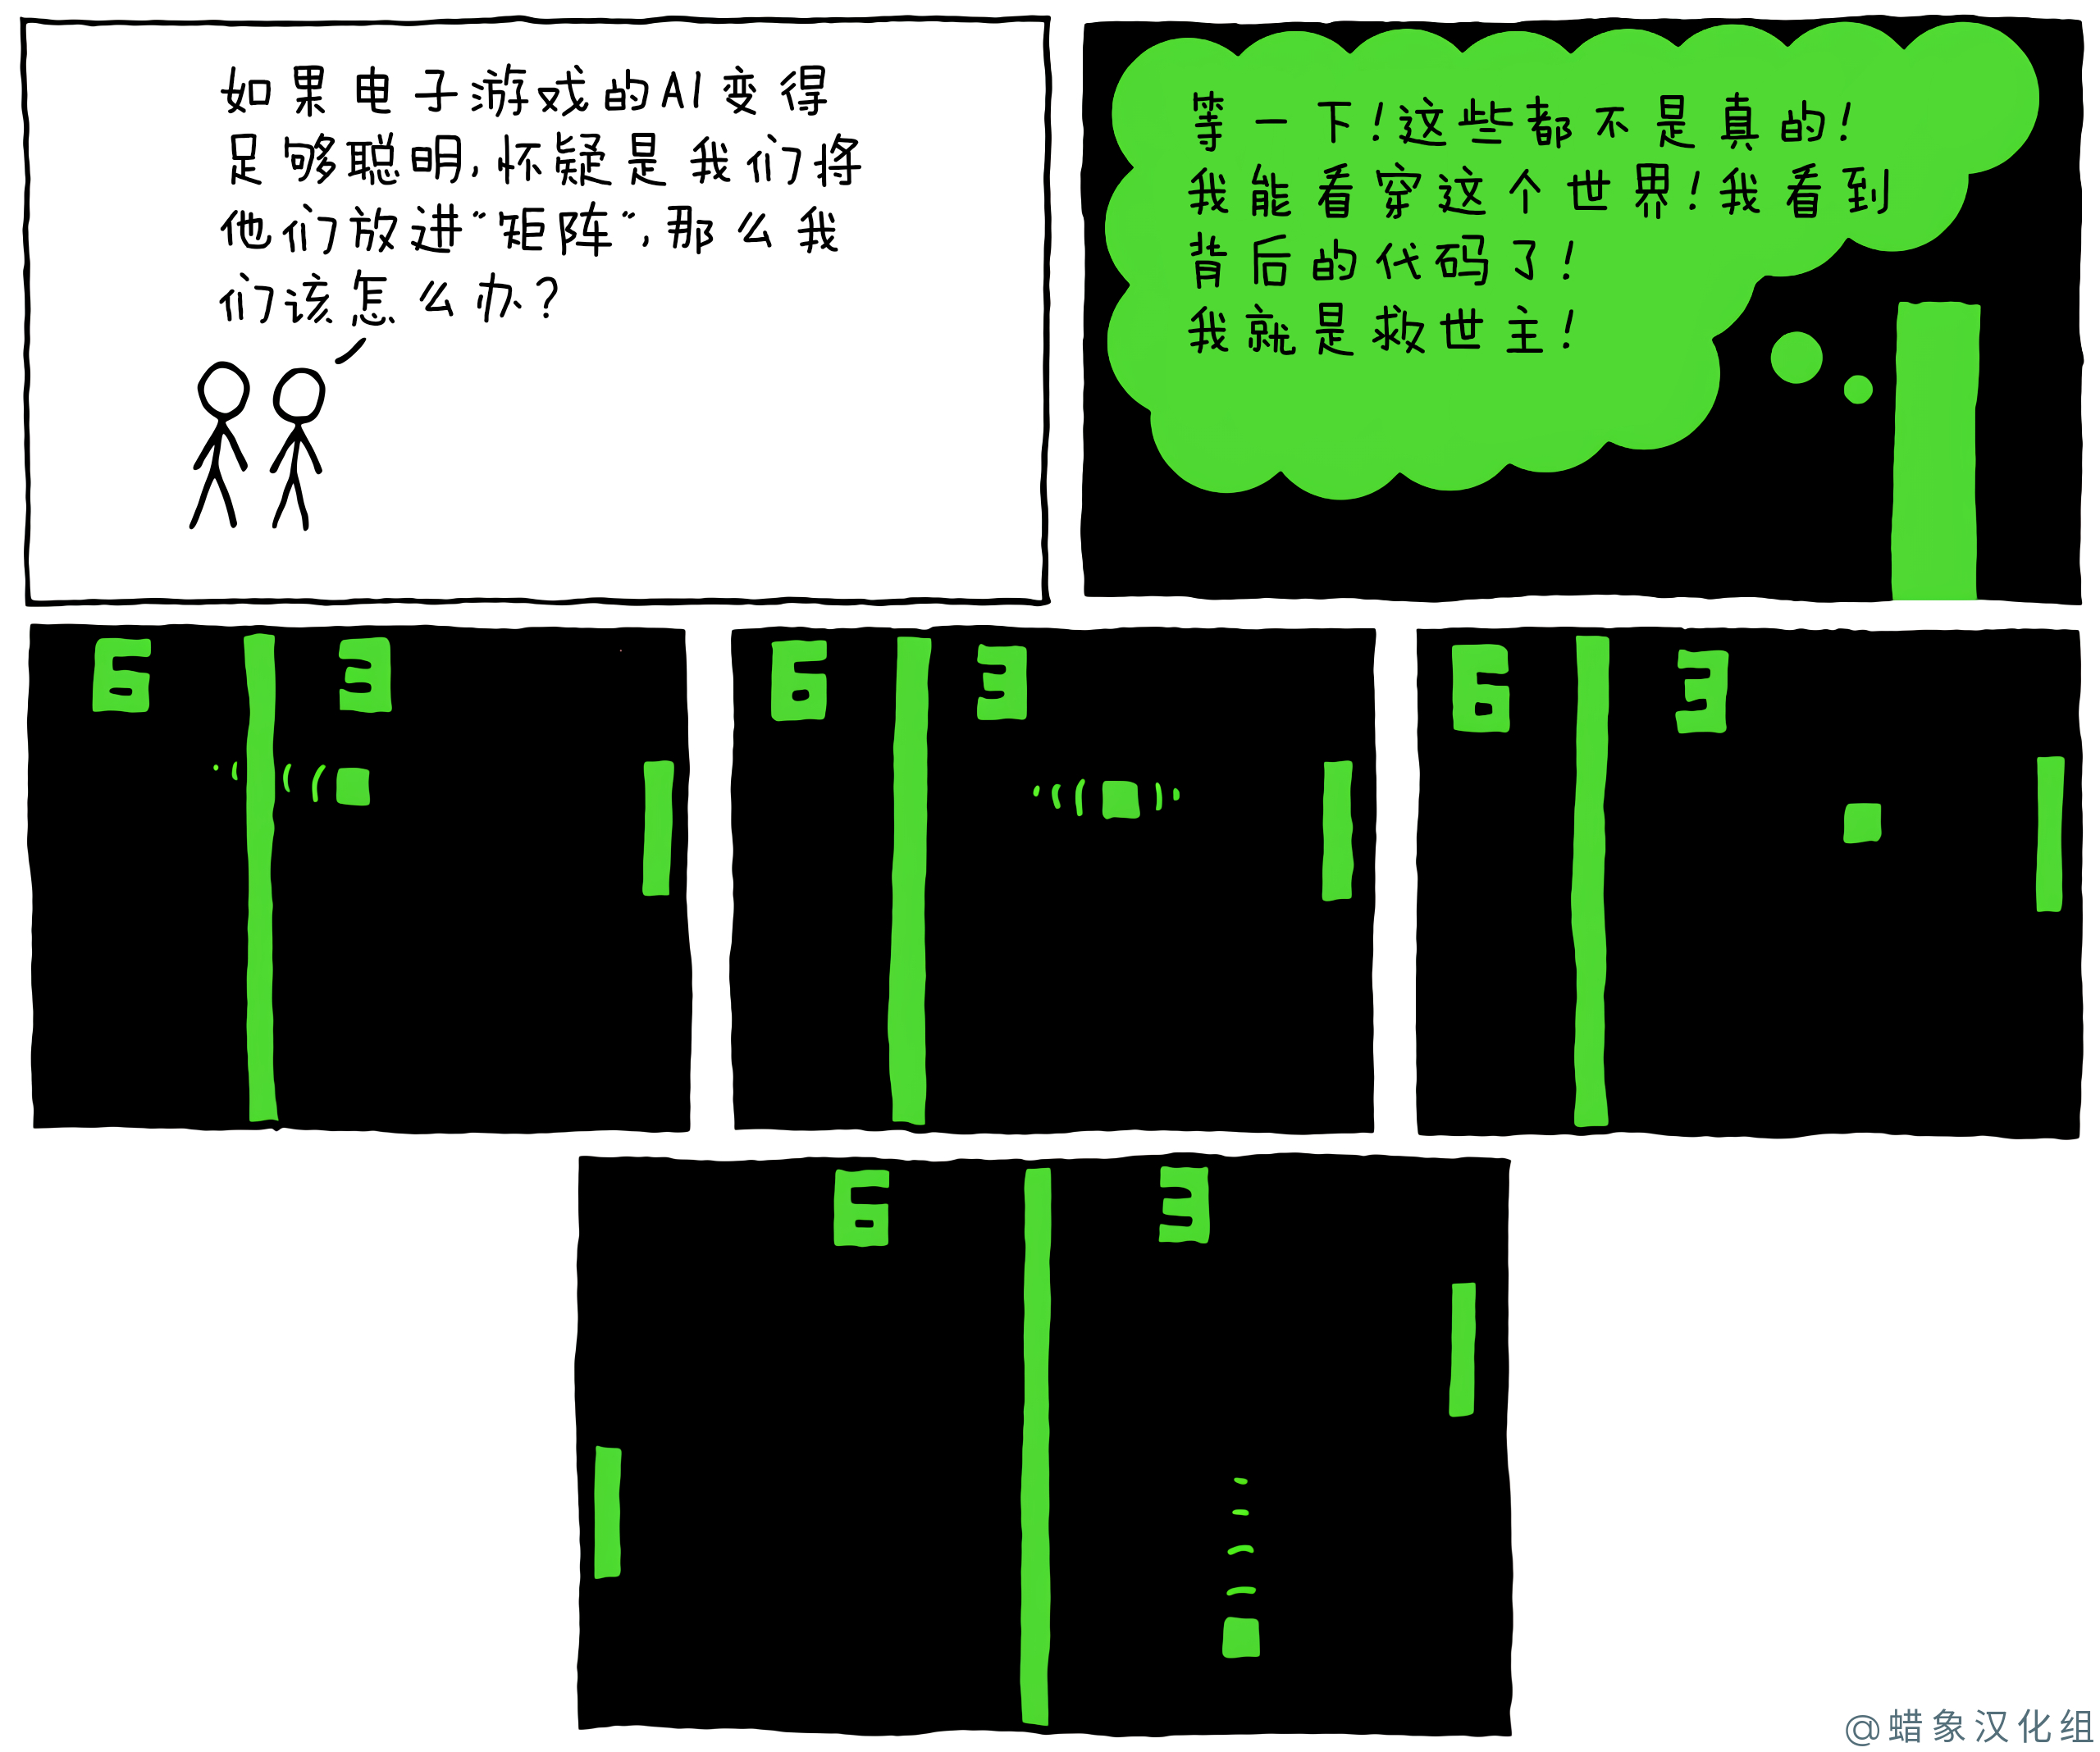 如果电子游戏的AI变得
足够聪明,怀疑是我们将
他们放进“矩阵”,那么我
们该怎么办?
等一下!这些都不是真的!
我能看穿这个世界!我看到
背后的代码了!
我就是救世主!
6 3
6 3
6 3
6 3
@蜡象汉化组